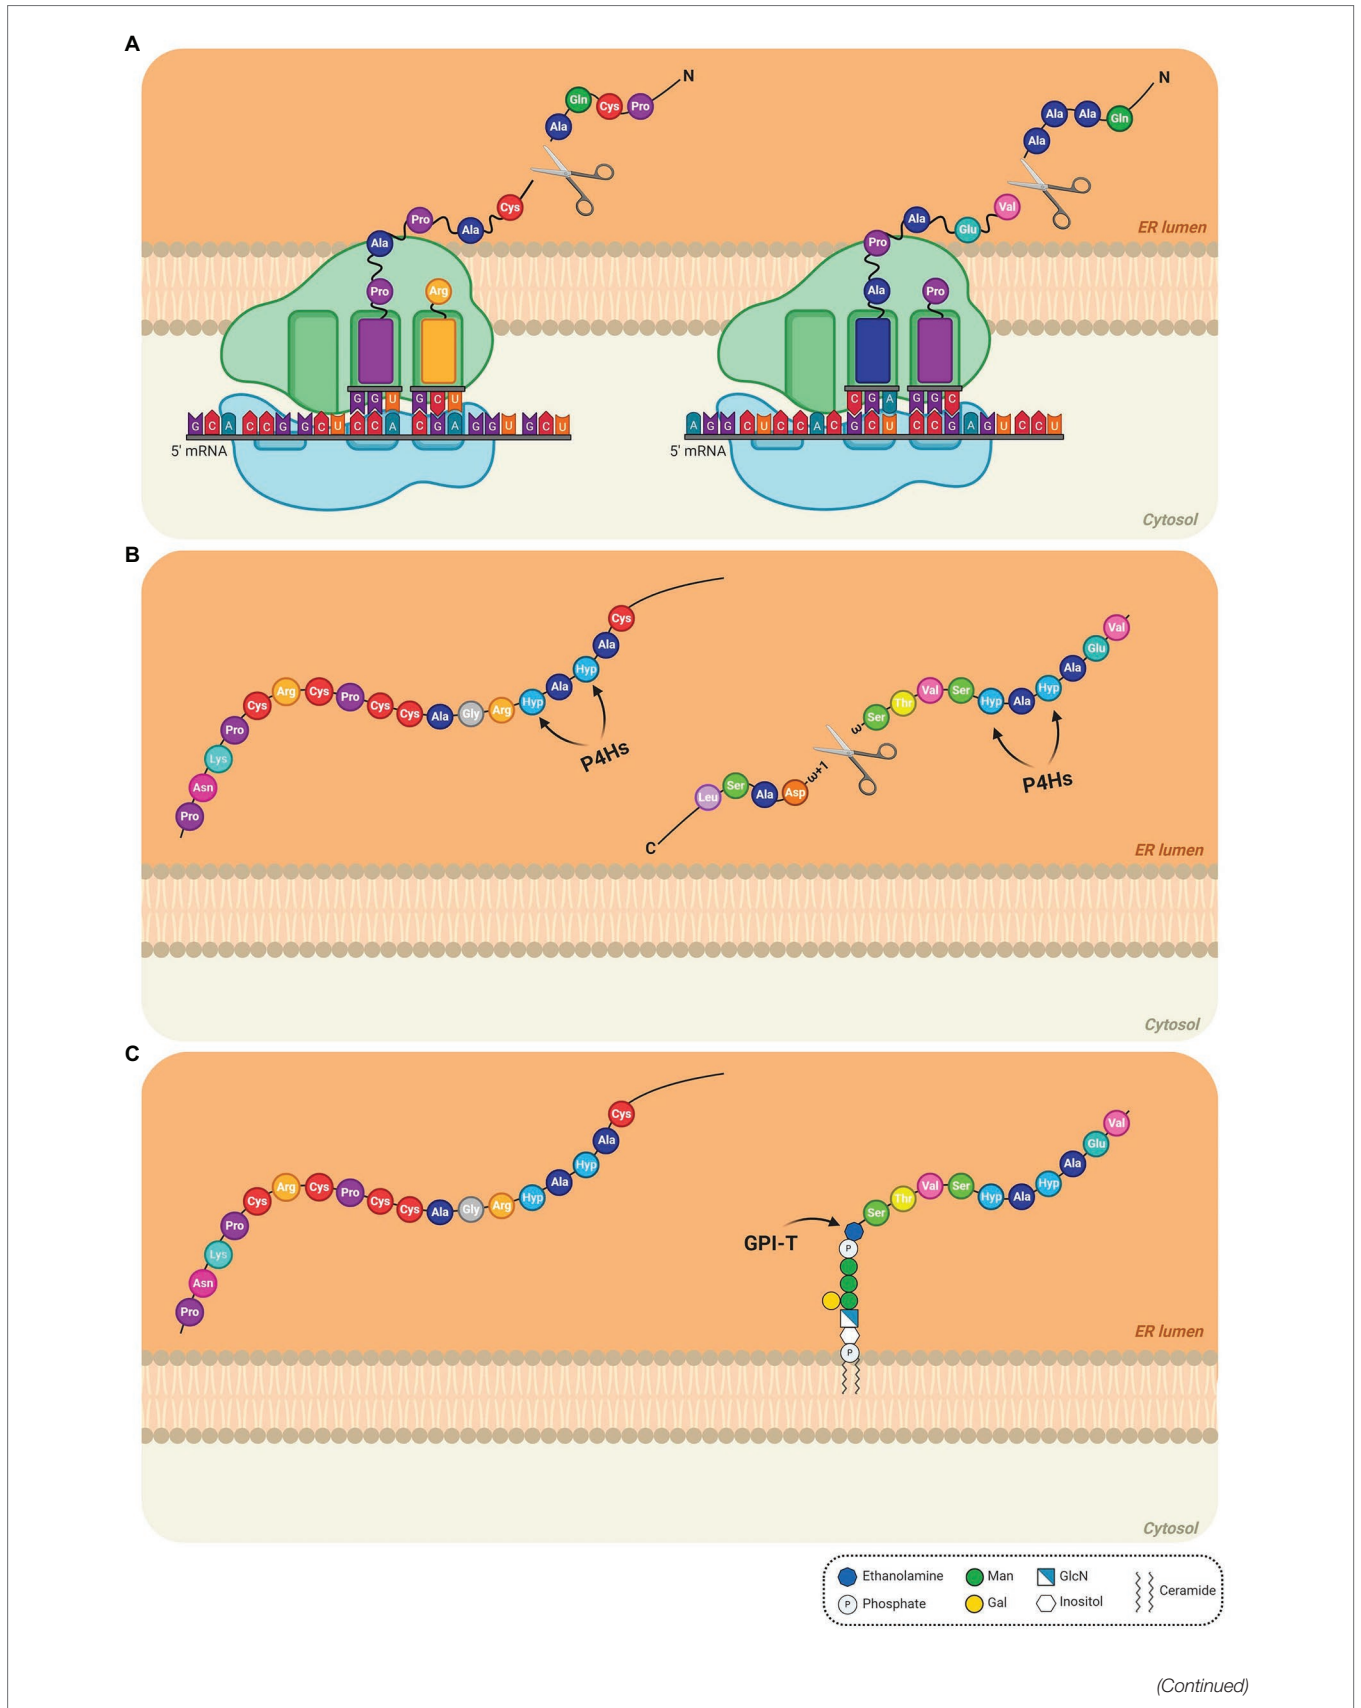 A
N
Gln
Cys
Pro
Ala
N
Ala
Ala
Gln
Ala
Cys
Pro
Ala
Ala
Pro
Arg
Val
Ala
Glu
Pro
Ala
Pro
ER lumen
G G U G C U
G C A C C G G C U C C A C G A G G U G C U
5' mRNA
C G A G G C
A G G C U C C A C G C U C C G A G U C C U
5' mRNA
Cytosol
B
Cys
Ala
Hyp
Ala
Hyp
Arg
Gly
Ala
Cys
Cys
Pro
Cys
Arg
Cys
Pro
Lys
Asn
Pro
P4Hs
Val
Glu
Ala
Hyp
Ala
Hyp
Ser
Val
Thr
Ser
ω
P4Hs
ω+1
Asp
Ala
Ser
Leu
C
ER lumen
Cytosol
C
Cys
Ala
Hyp
Ala
Hyp
Arg
Gly
Ala
Cys
Cys
Pro
Cys
Arg
Cys
Pro
Lys
Asn
Pro
Val
Glu
Ala
Hyp
Ala
Hyp
Ser
Val
Thr
Ser
GPI-T
P
P
ER lumen
Cytosol
Ethanolamine Man GlcN Ceramide
P Phosphate Gal Inositol
(Continued)